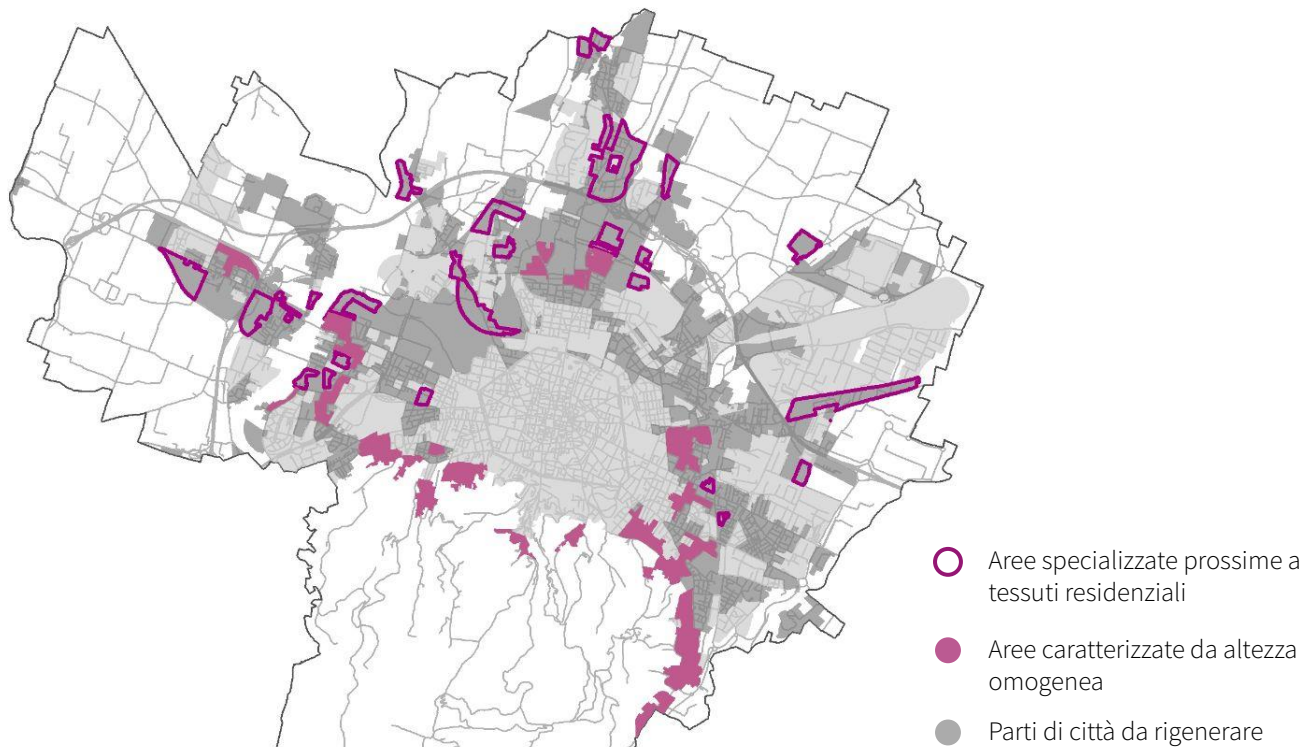 Aree specializzate prossime a
tessuti residenziali
Aree caratterizzate da altezza
omogenea
Parti di città da rigenerare